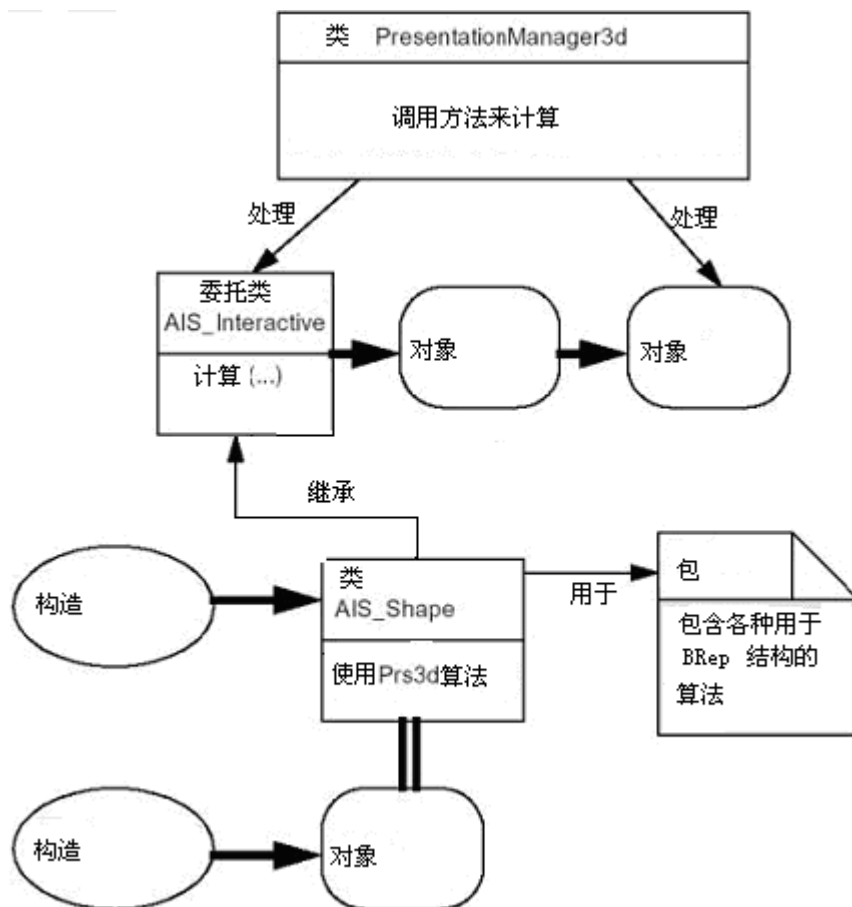 类 PresentationManager3d
调用方法来计算
处理
处理
委托类
AIS_Interactive
计算 (...)
对象
对象
继承
构造
类
AIS_Shape
使用Prs3d算法
用于
包
包含各种用于
BRep 结构的
算法
构造
对象